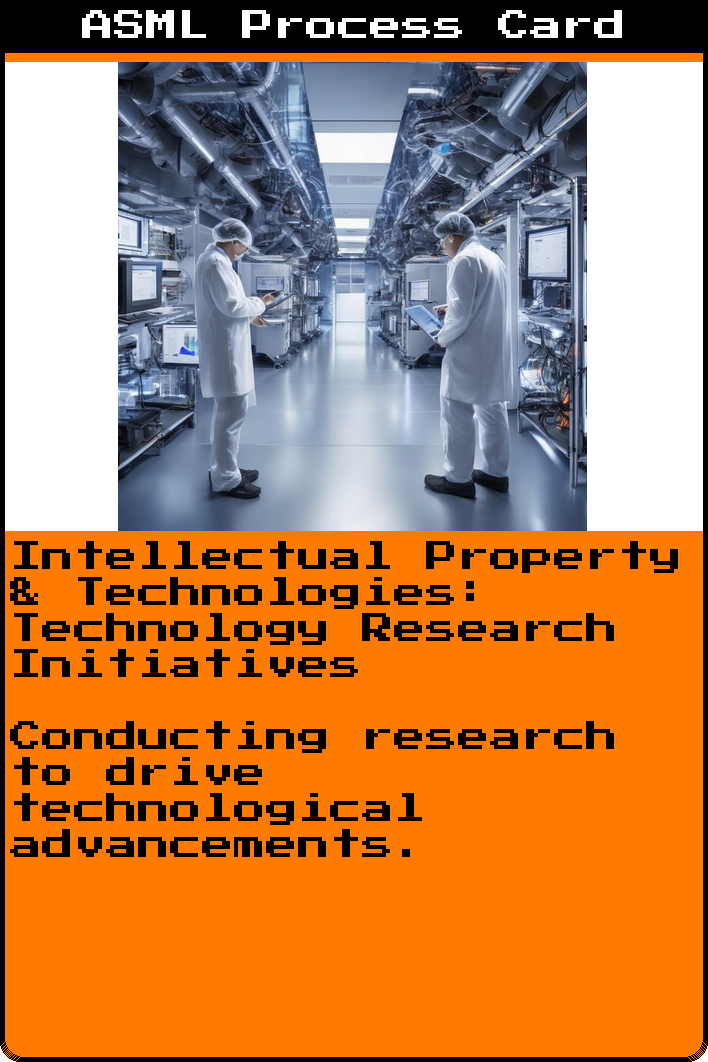 ASML Process Card
Intellectual Property
& Technologies:
Technology Research
Initiatives
Conducting research
to drive
technological
advancements.